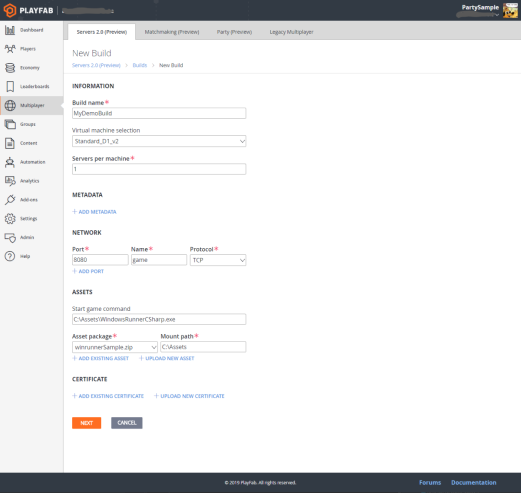 PLAYFAB
PartySample
Dashboard
Players
Economy
Leaderboards
Multiplayer
Groups
Content
Automation
Analytics
Add-ons
Settings
Admin
Help
Servers 2.0 (Preview) Matchmaking (Preview) Party (Preview) Legacy Multiplayer
New Build
Servers 2.0 (Preview) > Builds > New Build
INFORMATION
Build name *
MyDemoBuild
Virtual machine selection
Standard_D1_v2
Servers per machine *
1
METADATA
+ ADD METADATA
NETWORK
Port * Name * Protocol *
8080 game TCP
+ ADD PORT
ASSETS
Start game command
C:\Assets\WindowsRunnerCSharp.exe
Asset package * Mount path *
winrunnerSample.zip C:\Assets
+ ADD EXISTING ASSET + UPLOAD NEW ASSET
CERTIFICATE
+ ADD EXISTING CERTIFICATE + UPLOAD NEW CERTIFICATE
NEXT CANCEL
© 2019 PlayFab. All rights reserved. Forums Documentation